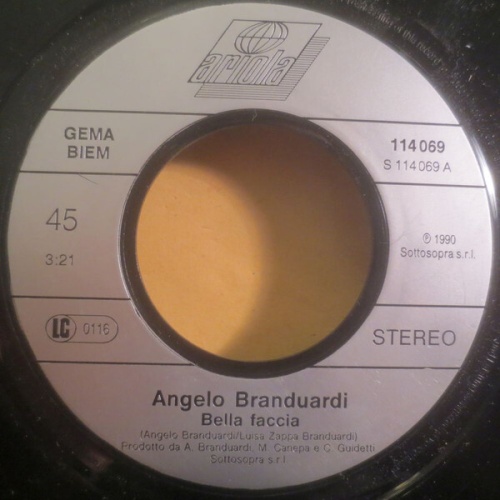 ariola
GEMA
BIEM
114 069
S 114 069 A
45
3:21
℗ 1990
Sottosopra s.r.l.
LC 0116
STEREO
Angelo Branduardi
Bella faccia
(Angelo Branduardi/Luisa Zappa Branduardi)
Prodotto da A. Branduardi, M. Canepa e C. Guidetti
Sottosopra s.r.l.